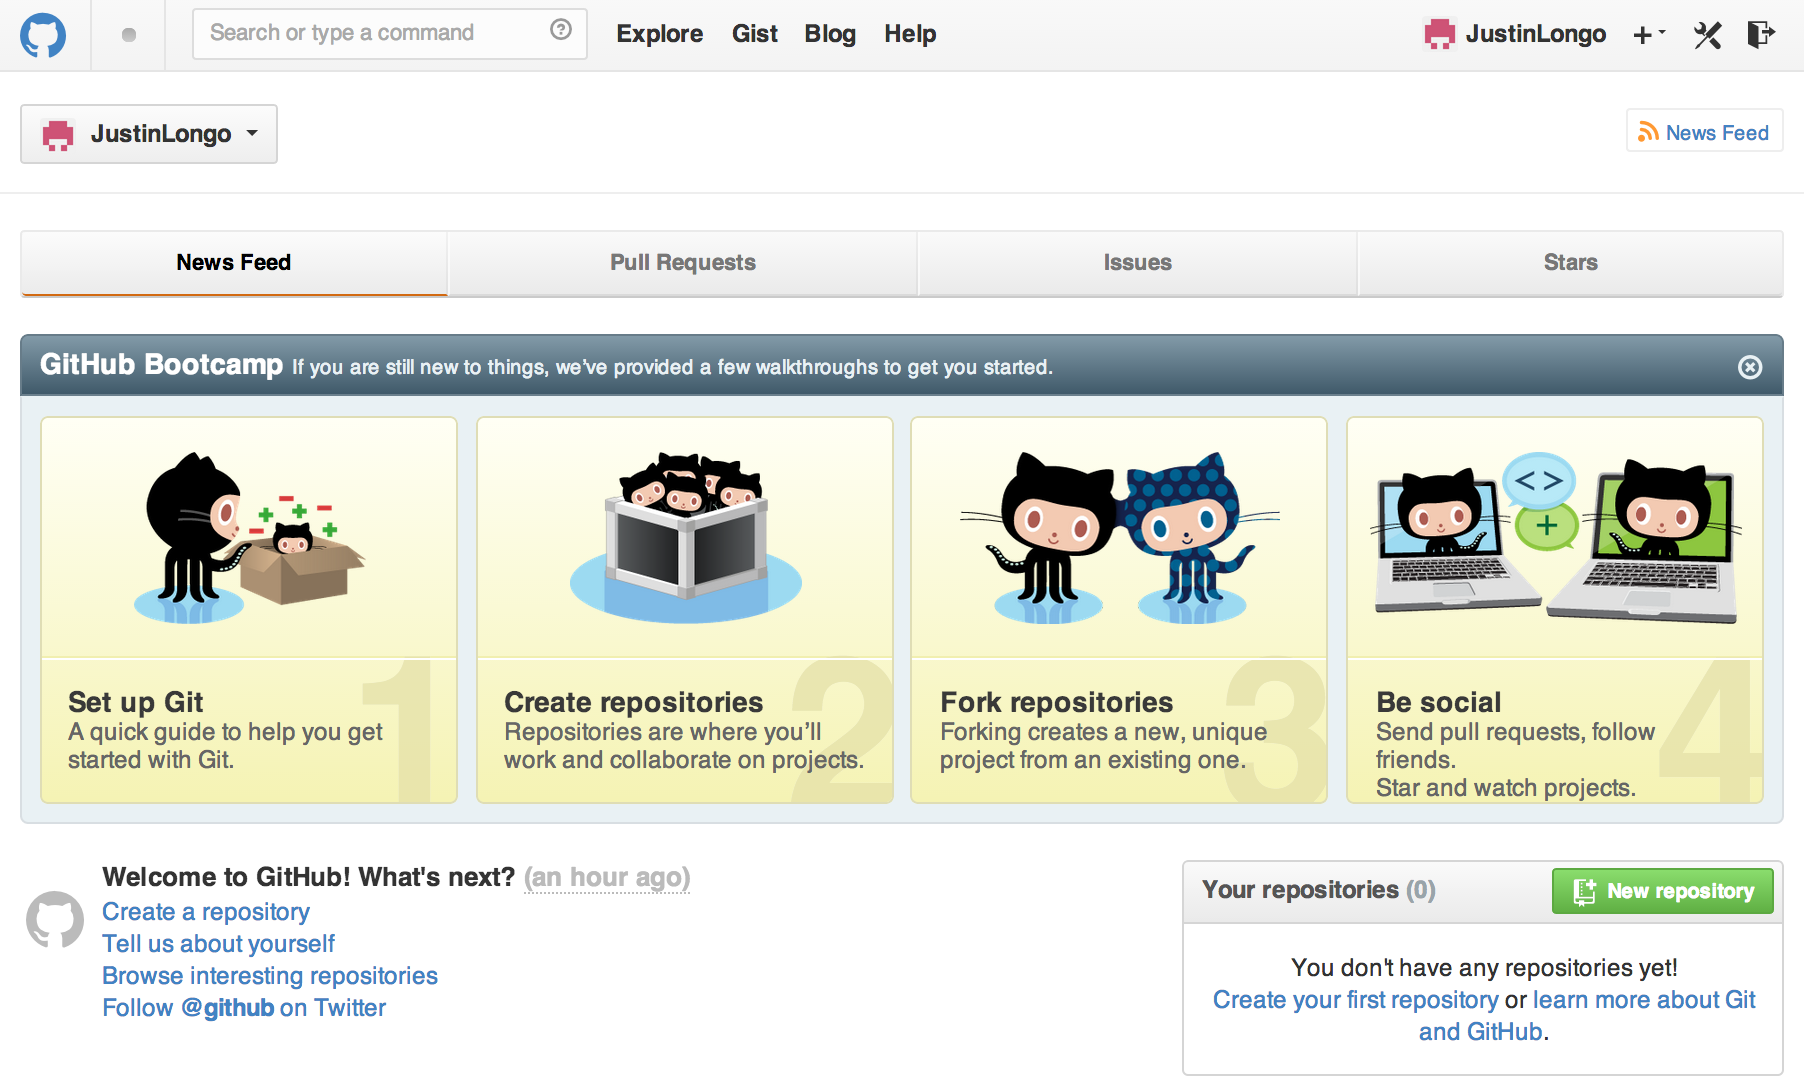 Search or type a command
Explore Gist Blog Help
JustinLongo
JustinLongo
News Feed
News Feed Pull Requests Issues Stars
GitHub Bootcamp If you are still new to things, we've provided a few walkthroughs to get you started.
1
Set up Git
A quick guide to help you get
started with Git.
2
Create repositories
Repositories are where you'll
work and collaborate on projects.
3
Fork repositories
Forking creates a new, unique
project from an existing one.
< >
+
4
Be social
Send pull requests, follow
friends.
Star and watch projects.
Welcome to GitHub! What's next? (an hour ago)
Create a repository
Tell us about yourself
Browse interesting repositories
Follow @github on Twitter
Your repositories (0)
New repository
You don't have any repositories yet!
Create your first repository or learn more about Git
and GitHub.